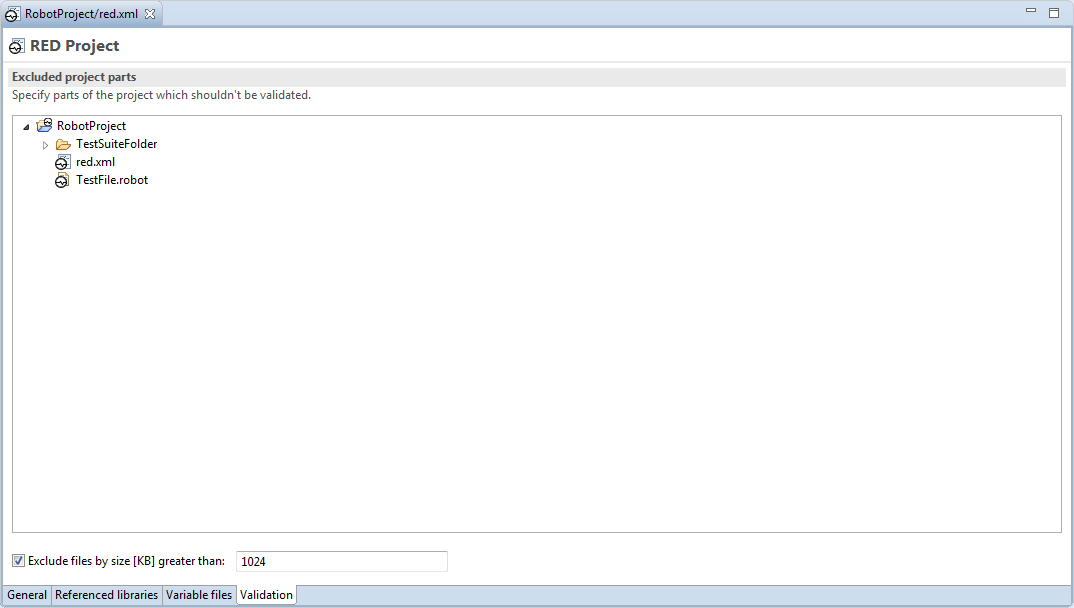 RobotProject/red.xml
RED Project
Excluded project parts
Specify parts of the project which shouldn't be validated.
RobotProject
TestSuiteFolder
red.xml
TestFile.robot
Exclude files by size [KB] greater than: 1024
General Referenced libraries Variable files Validation